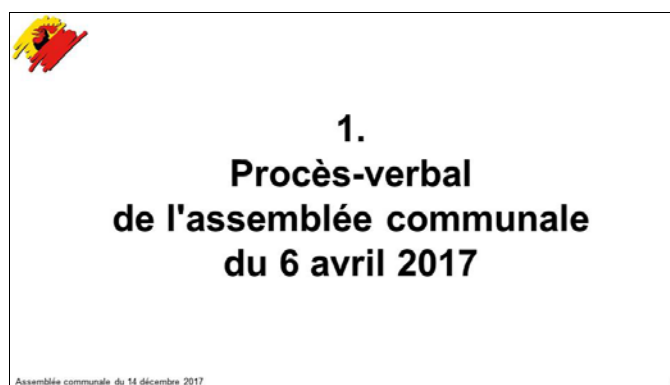 1.
Procès-verbal
de l'assemblée communale
du 6 avril 2017
Assemblée communale du 14 décembre 2017